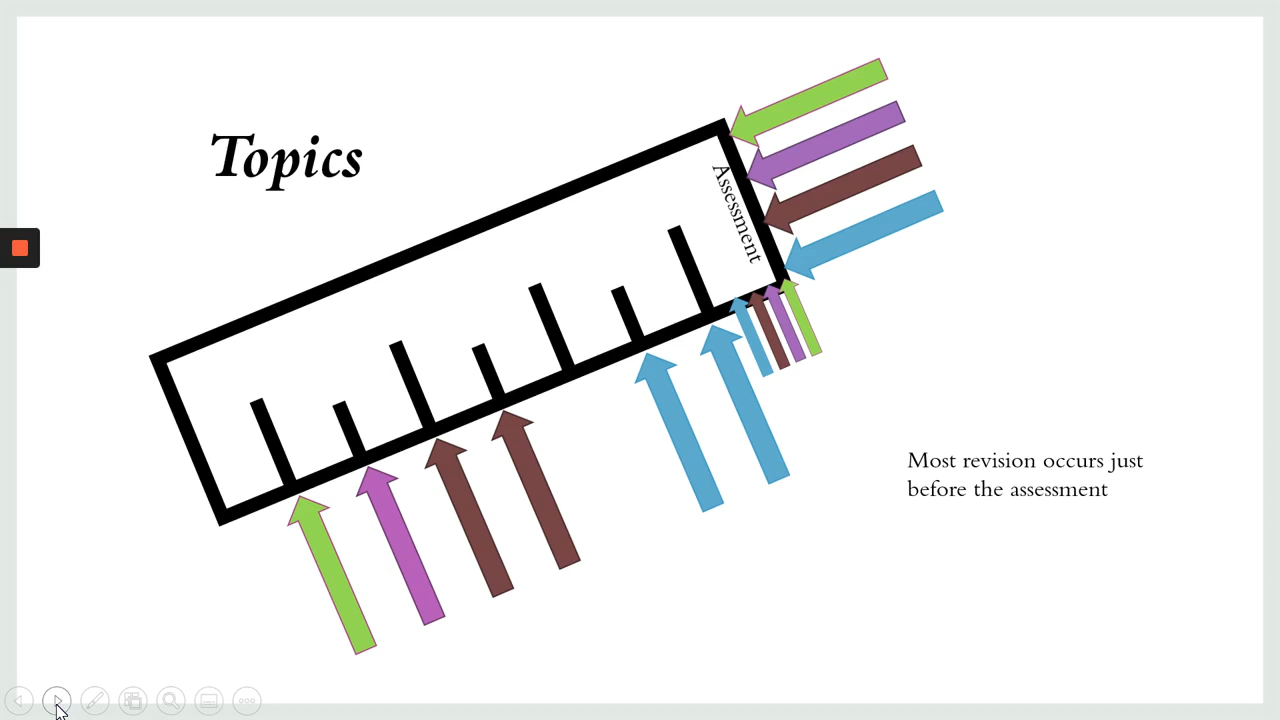 Topics
Assessment
Most revision occurs just
before the assessment